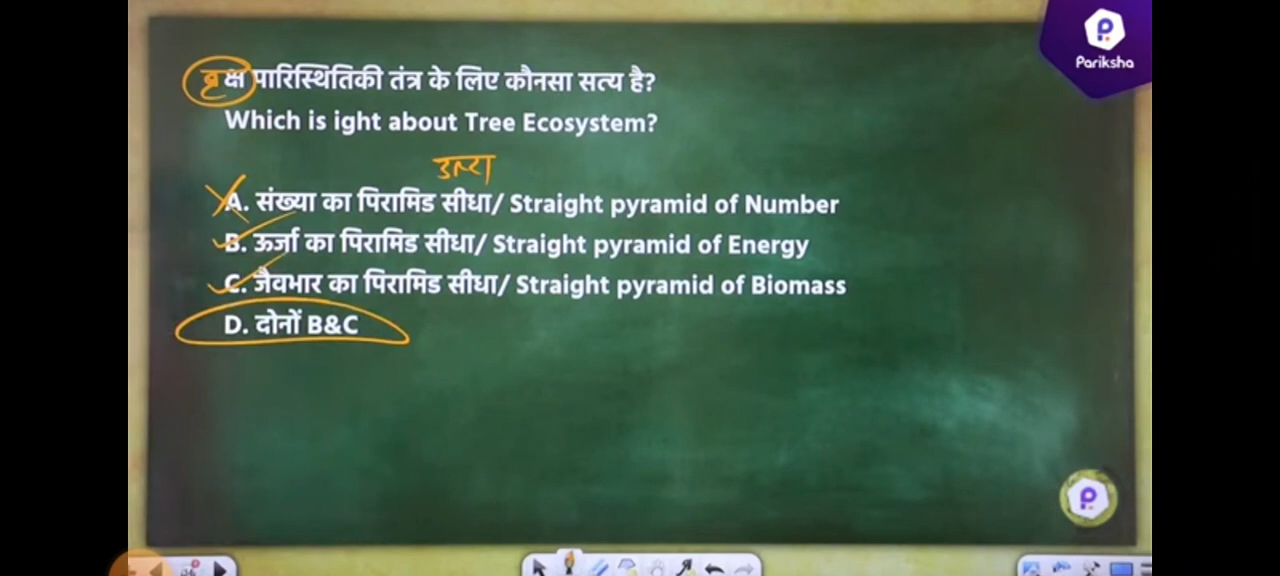 Pariksha
वृक्ष पारिस्थितिकी तंत्र के लिए कौनसा सत्य है?
Which is ight about Tree Ecosystem?
उल्टा
A. संख्या का पिरामिड सीधा/ Straight pyramid of Number
B. ऊर्जा का पिरामिड सीधा/ Straight pyramid of Energy
C. जैवभार का पिरामिड सीधा/ Straight pyramid of Biomass
D. दोनों B&C